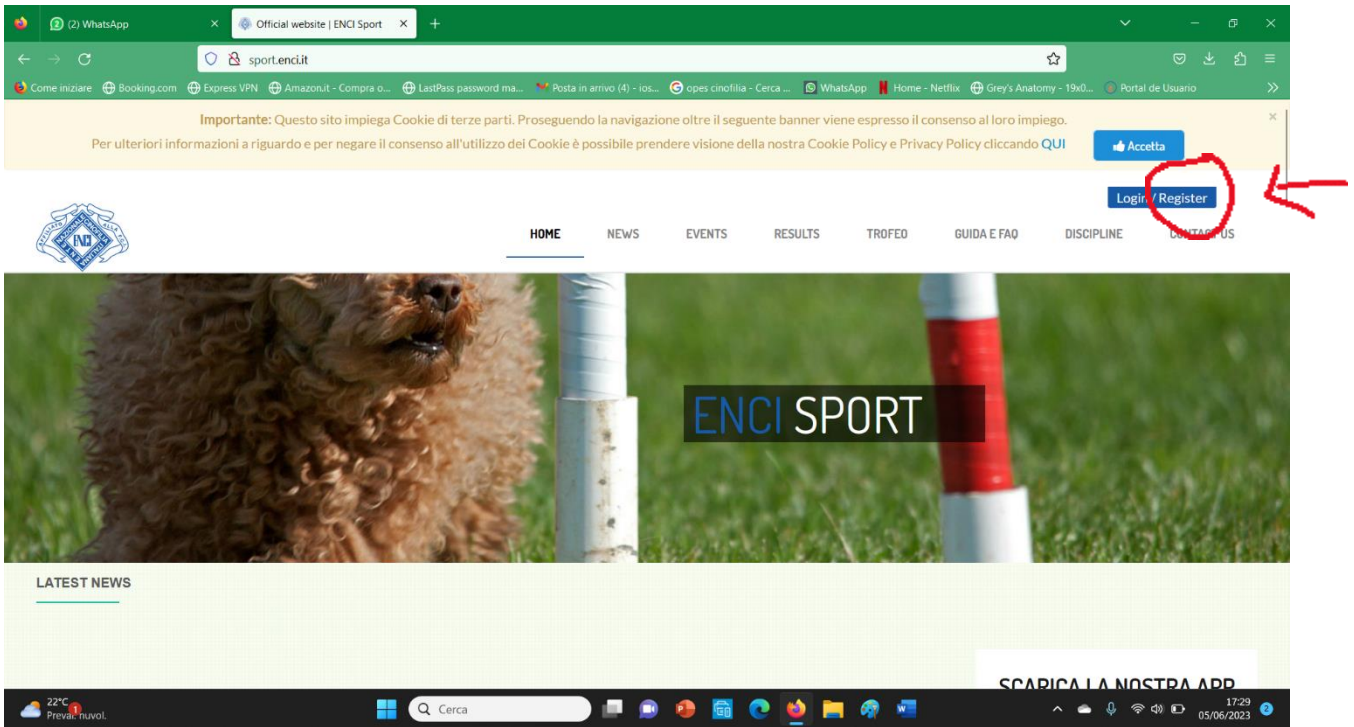 (2) WhatsApp
Official website | ENCI Sport
sport.enci.it
Come iniziare Booking.com Express VPN Amazon.it - Compra o... LastPass password ma... Posta in arrivo (4) - ios... opes cinofilia - Cerca ... WhatsApp Home - Netflix Grey's Anatomy - 19x0... Portal de Usuario
Importante: Questo sito impiega Cookie di terze parti. Proseguendo la navigazione oltre il seguente banner viene espresso il consenso al loro impiego.
Per ulteriori informazioni a riguardo e per negare il consenso all'utilizzo dei Cookie è possibile prendere visione della nostra Cookie Policy e Privacy Policy cliccando QUI
Accetta
Login / Register
ENCI
HOME NEWS EVENTS RESULTS TROFEO GUIDA E FAQ DISCIPLINE CONTACT US
ENCI SPORT
LATEST NEWS
SCARICA LA NOSTRA APP
22°C
Preval. nuvol.
1
Cerca
17:29
05/06/2023
2